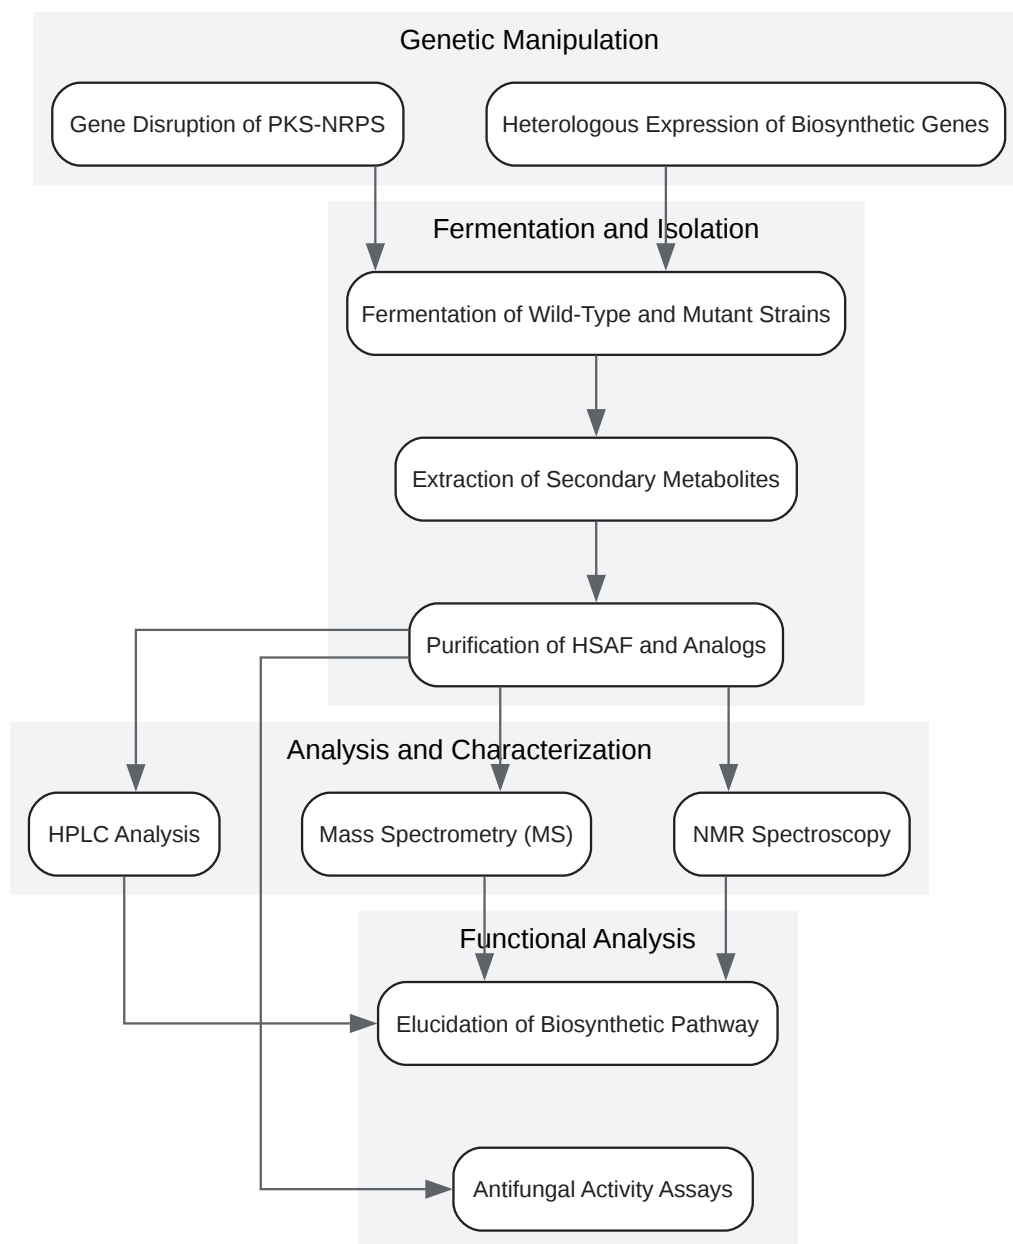 Genetic Manipulation
Gene Disruption of PKS-NRPS
Heterologous Expression of Biosynthetic Genes
Fermentation and Isolation
Fermentation of Wild-Type and Mutant Strains
Extraction of Secondary Metabolites
Purification of HSAF and Analogs
Analysis and Characterization
HPLC Analysis
Mass Spectrometry (MS)
NMR Spectroscopy
Functional Analysis
Elucidation of Biosynthetic Pathway
Antifungal Activity Assays